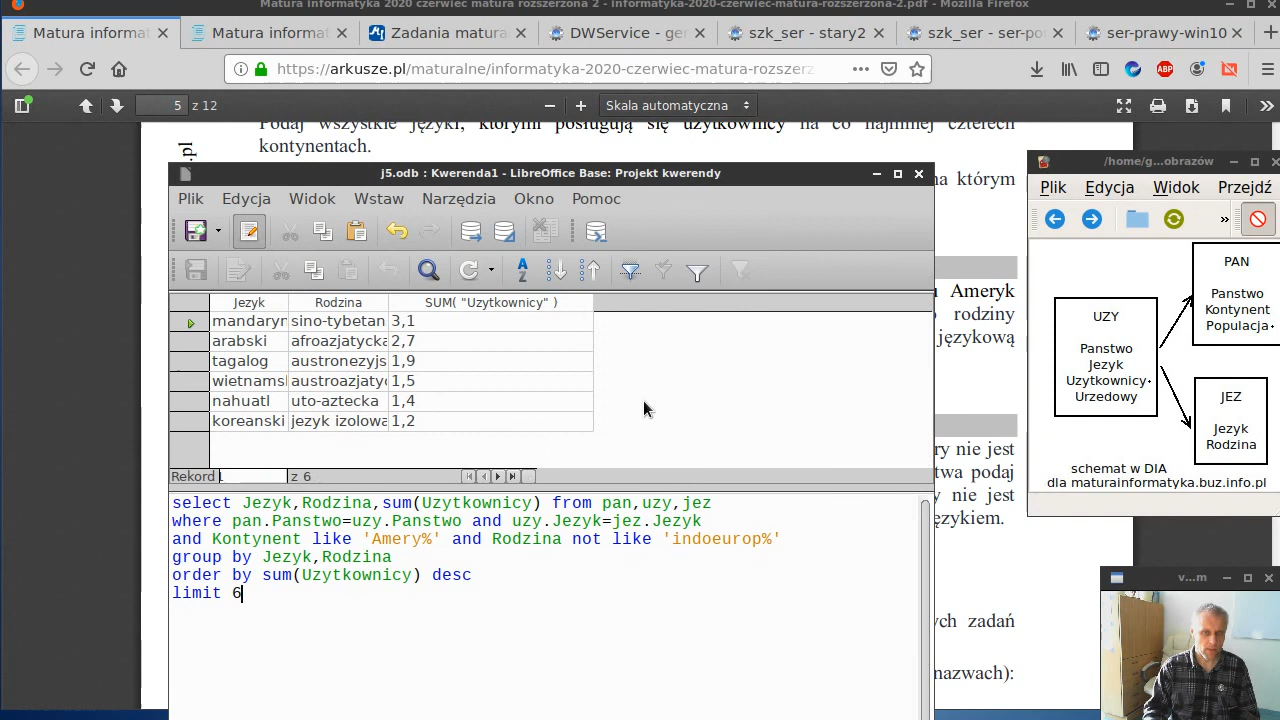 Matura informatyka 2020 czerwiec matura rozszerzona 2 - informatyka-2020-czerwiec-matura-rozszerzona-2.pdf - Mozilla Firefox
Matura informat
Matura informat
Zadania matura
DWService - ger
szk_ser - stary2
szk_ser - ser-po
ser-prawy-win10
https://arkusze.pl/maturalne/informatyka-2020-czerwiec-matura-rozszerz
5 z 12
Skala automatyczna
Podaj wszystkie języki, którymi posługują się użytkownicy na co najmniej czterech
kontynentach.
.pl
na którym
u Ameryk
rodziny
językową
ry nie jest
twa podaj
y nie jest
ęzykiem.
ych zadań
nazwach):
j5.odb : Kwerenda1 - LibreOffice Base: Projekt kwerendy
Plik Edycja Widok Wstaw Narzędzia Okno Pomoc
Jezyk Rodzina SUM( "Uzytkownicy" )
mandaryn sino-tybetan 3,1
arabski afroazjatycka 2,7
tagalog austronezyjs 1,9
wietnamsl austroazjatyc 1,5
nahuatl uto-aztecka 1,4
koreanski jezyk izolowa 1,2
Rekord 1 z 6
select Jezyk,Rodzina,sum(Uzytkownicy) from pan,uzy,jez
where pan.Panstwo=uzy.Panstwo and uzy.Jezyk=jez.Jezyk
and Kontynent like 'Amery%' and Rodzina not like 'indoeurop%'
group by Jezyk,Rodzina
order by sum(Uzytkownicy) desc
limit 6
/home/g...obrazów
Plik Edycja Widok Przejdź
UZY
Panstwo
Jezyk
Uzytkownicy
Urzedowy
PAN
Panstwo
Kontynent
Populacja
JEZ
Jezyk
Rodzina
schemat w DIA
dla maturainformatyka.buz.info.pl
v...m